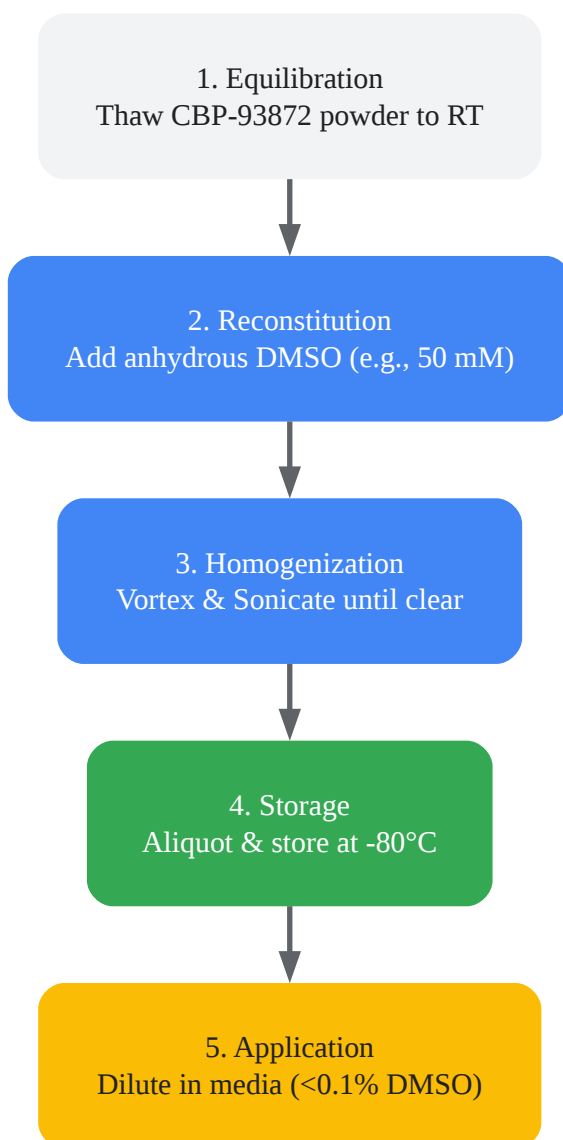 1. Equilibration
Thaw CBP-93872 powder to RT
2. Reconstitution
Add anhydrous DMSO (e.g., 50 mM)
3. Homogenization
Vortex & Sonicate until clear
4. Storage
Aliquot & store at -80°C
5. Application
Dilute in media (<0.1% DMSO)